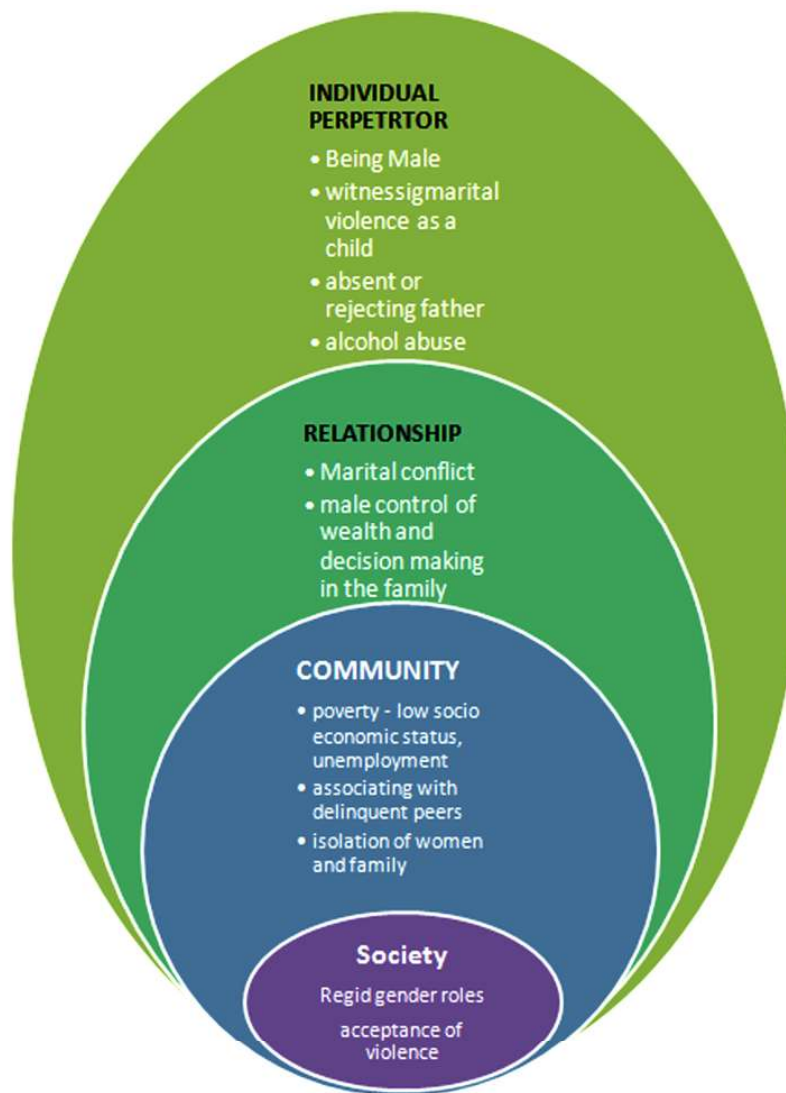 INDIVIDUAL
PERPETRTOR
• Being Male
• witnessigmarital
violence as a
child
• absent or
rejecting father
• alcohol abuse
RELATIONSHIP
• Marital conflict
• male control of
wealth and
decision making
in the family
COMMUNITY
• poverty - low socio
economic status,
unemployment
• associating with
delinquent peers
• isolation of women
and family
Society
Regid gender roles
acceptance of
violence